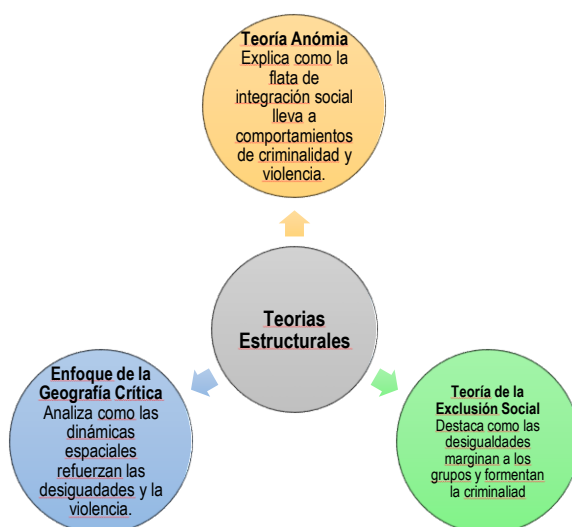 Teoría Anómia
Explica como la
flata de
integración social
lleva a
comportamientos
de criminalidad y
violencia.
Teorias
Estructurales
Enfoque de la
Geografía Crítica
Analiza como las
dinámicas
espaciales
refuerzan las
desiguadades y la
violencia.
Teoría de la
Exclusión Social
Destaca como las
desigualdades
marginan a los
grupos y formentan
la criminaliad